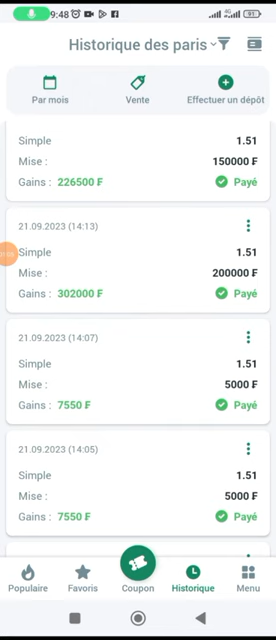 9:48
4G
91
Historique des paris
Par mois
Vente
Effectuer un dépôt
Simple 1.51
Mise : 150000 ₣
Gains : 226500 ₣ Payé
21.09.2023 (14:13)
Simple 1.51
Mise : 200000 ₣
Gains : 302000 ₣ Payé
21.09.2023 (14:07)
Simple 1.51
Mise : 5000 ₣
Gains : 7550 ₣ Payé
21.09.2023 (14:05)
Simple 1.51
Mise : 5000 ₣
Gains : 7550 ₣ Payé
Populaire
Favoris
Coupon
Historique
Menu